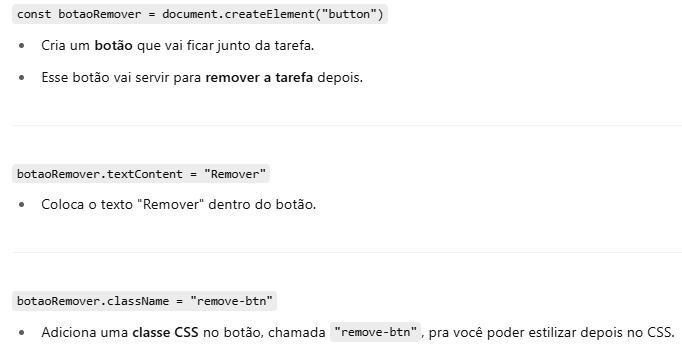 const botaoRemover = document.createElement("button")
• Cria um botão que vai ficar junto da tarefa.
• Esse botão vai servir para remover a tarefa depois.
botaoRemover.textContent = "Remover"
• Coloca o texto "Remover" dentro do botão.
botaoRemover.className = "remove-btn"
• Adiciona uma classe CSS no botão, chamada "remove-btn", pra você poder estilizar depois no CSS.